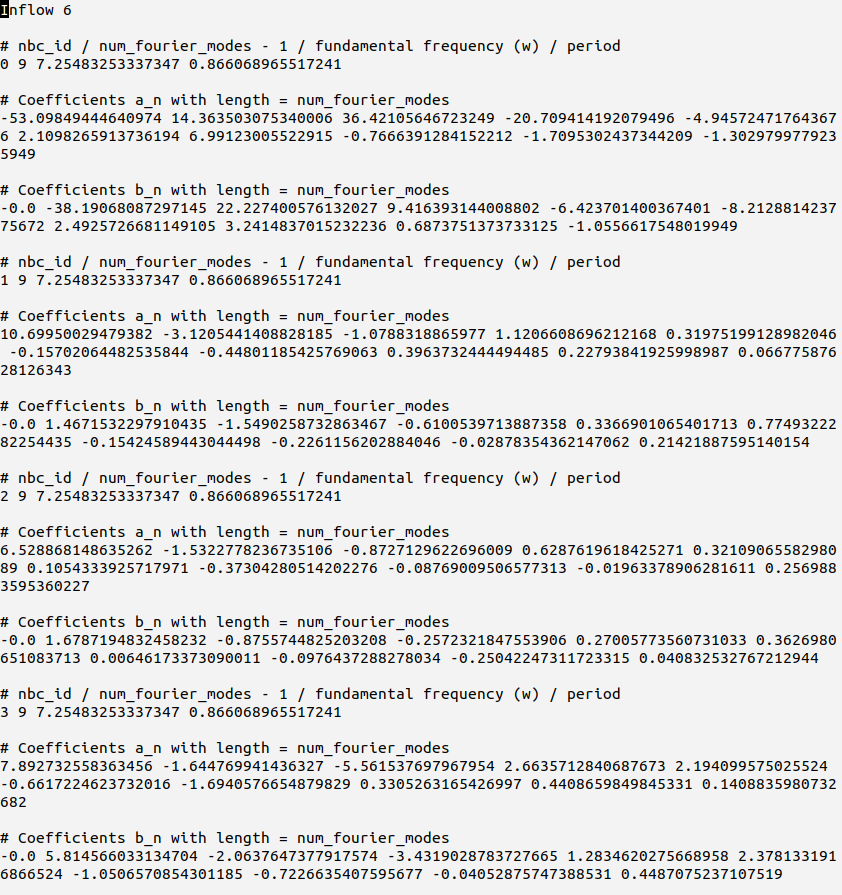 Inflow 6
# nbc_id / num_fourier_modes - 1 / fundamental frequency (w) / period
0 9 7.25483253337347 0.866068965517241
# Coefficients a_n with length = num_fourier_modes
-53.09849444640974 14.363503075340006 36.42105646723249 -20.709414192079496 -4.94572471764367
6 2.1098265913736194 6.99123005522915 -0.7666391284152212 -1.7095302437344209 -1.302979977923
5949
# Coefficients b_n with length = num_fourier_modes
-0.0 -38.19068087297145 22.227400576132027 9.416393144008802 -6.423701400367401 -8.2128814237
75672 2.4925726681149105 3.2414837015232236 0.6873751373733125 -1.0556617548019949
# nbc_id / num_fourier_modes - 1 / fundamental frequency (w) / period
1 9 7.25483253337347 0.866068965517241
# Coefficients a_n with length = num_fourier_modes
10.69950029479382 -3.1205441408828185 -1.0788318865977 1.1206608696212168 0.31975199128982046
-0.15702064482535844 -0.44801185425769063 0.3963732444494485 0.22793841925998987 0.066775876
28126343
# Coefficients b_n with length = num_fourier_modes
-0.0 1.4671532297910435 -1.5490258732863467 -0.6100539713887358 0.3366901065401713 0.77493222
82254435 -0.15424589443044498 -0.2261156202884046 -0.02878354362147062 0.21421887595140154
# nbc_id / num_fourier_modes - 1 / fundamental frequency (w) / period
2 9 7.25483253337347 0.866068965517241
# Coefficients a_n with length = num_fourier_modes
6.528868148635262 -1.5322778236735106 -0.8727129622696009 0.6287619618425271 0.32109065582980
89 0.1054333925717971 -0.37304280514202276 -0.08769009506577313 -0.01963378906281611 0.256988
3595360227
# Coefficients b_n with length = num_fourier_modes
-0.0 1.6787194832458232 -0.8755744825203208 -0.2572321847553906 0.27005773560731033 0.3626980
651083713 0.00646173373090011 -0.0976437288278034 -0.25042247311723315 0.040832532767212944
# nbc_id / num_fourier_modes - 1 / fundamental frequency (w) / period
3 9 7.25483253337347 0.866068965517241
# Coefficients a_n with length = num_fourier_modes
7.892732558363456 -1.644769941436327 -5.561537697967954 2.6635712840687673 2.194099575025524
-0.6617224623732016 -1.6940576654879829 0.3305263165426997 0.4408659849845331 0.1408835980732
682
# Coefficients b_n with length = num_fourier_modes
-0.0 5.814566033134704 -2.0637647377917574 -3.4319028783727665 1.2834620275668958 2.378133191
6866524 -1.0506570854301185 -0.7226635407595677 -0.04052875747388531 0.4487075237107519